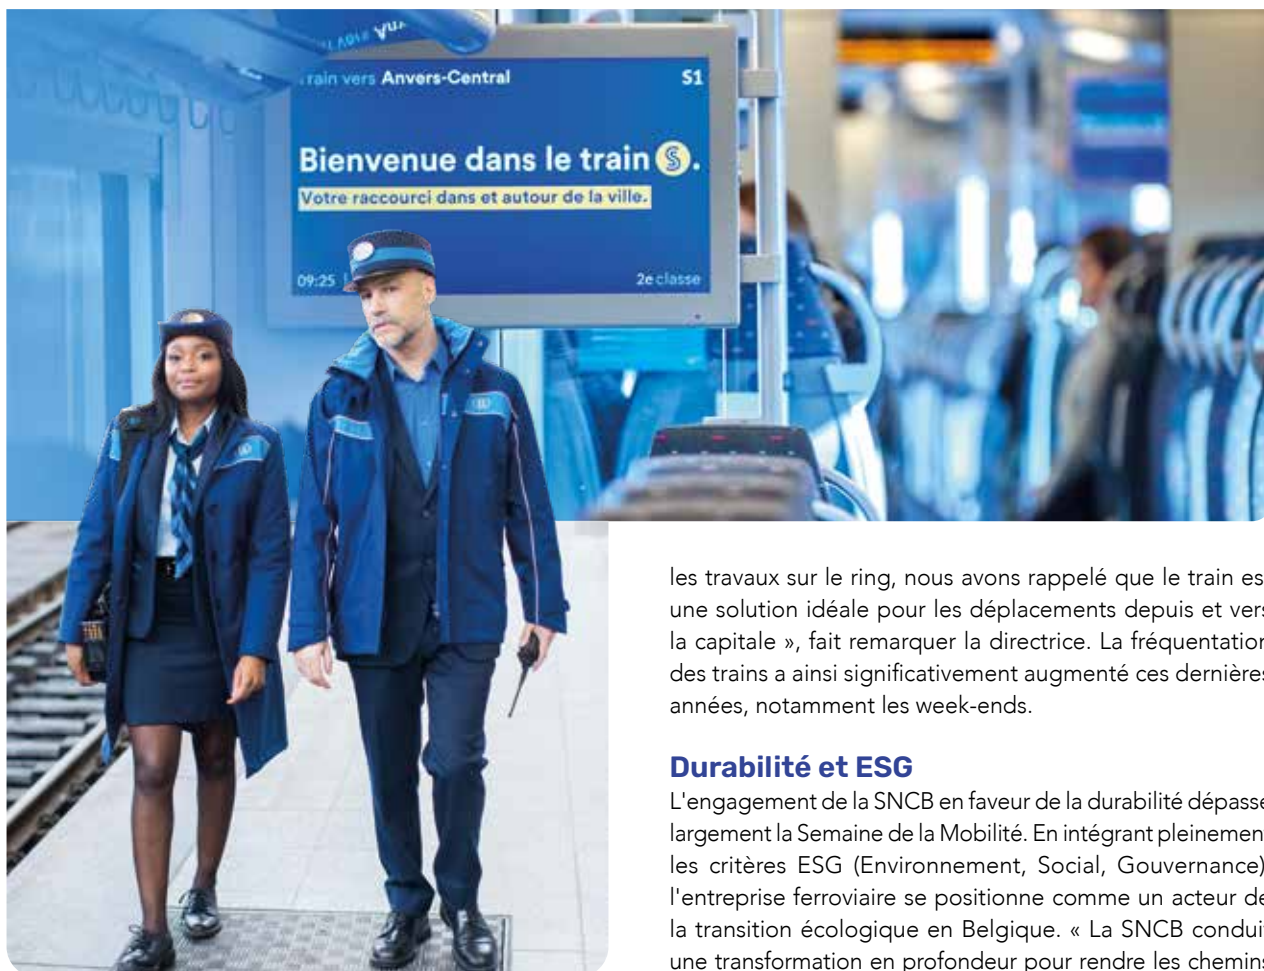 Train vers Anvers-Central S1
Bienvenue dans le train S.
Votre raccourci dans et autour de la ville.
09:25
2e classe
les travaux sur le ring, nous avons rappelé que le train es
une solution idéale pour les déplacements depuis et vers
la capitale », fait remarquer la directrice. La fréquentation
des trains a ainsi significativement augmenté ces dernières
années, notamment les week-ends.
Durabilité et ESG
L'engagement de la SNCB en faveur de la durabilité dépasse
largement la Semaine de la Mobilité. En intégrant pleinemen
les critères ESG (Environnement, Social, Gouvernance)
l'entreprise ferroviaire se positionne comme un acteur de
la transition écologique en Belgique. « La SNCB conduit
une transformation en profondeur pour rendre les chemins